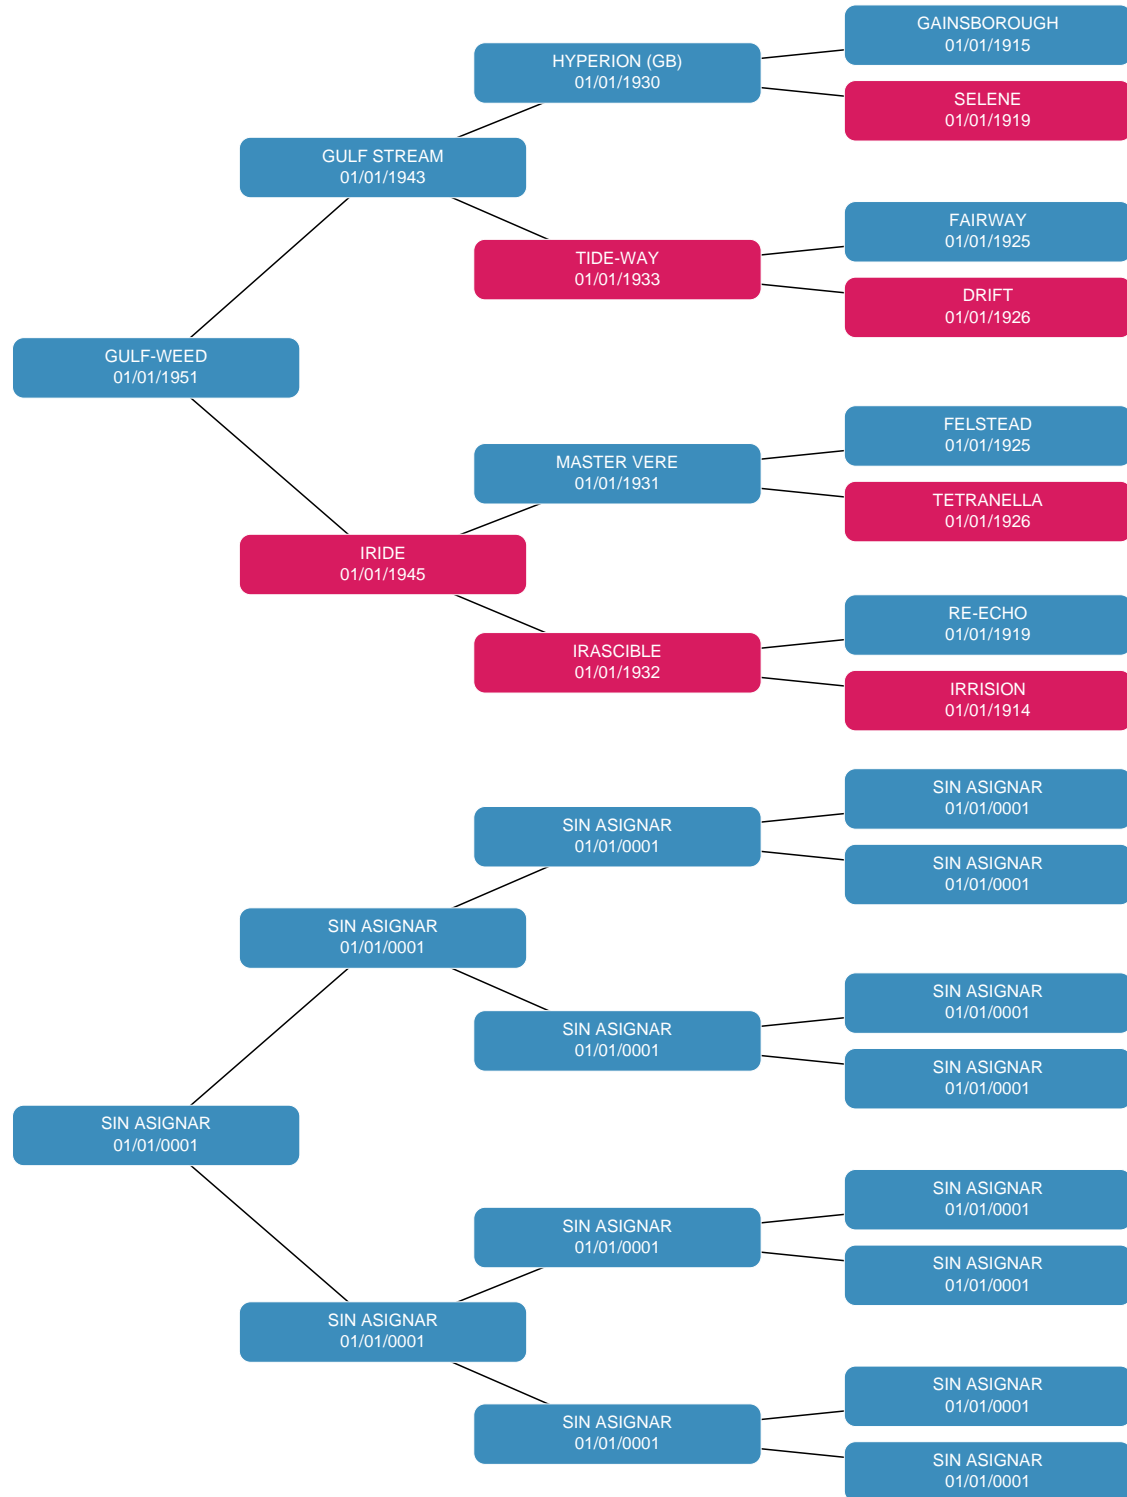 GAINSBOROUGH
01/01/1915
HYPERION (GB)
01/01/1930
SELENE
01/01/1919
GULF STREAM
01/01/1943
FAIRWAY
01/01/1925
TIDE-WAY
01/01/1933
DRIFT
01/01/1926
GULF-WEED
01/01/1951
FELSTEAD
01/01/1925
MASTER VERE
01/01/1931
TETRANELLA
01/01/1926
IRIDE
01/01/1945
RE-ECHO
01/01/1919
IRASCIBLE
01/01/1932
IRRISION
01/01/1914
SIN ASIGNAR
01/01/0001
SIN ASIGNAR
01/01/0001
SIN ASIGNAR
01/01/0001
SIN ASIGNAR
01/01/0001
SIN ASIGNAR
01/01/0001
SIN ASIGNAR
01/01/0001
SIN ASIGNAR
01/01/0001
SIN ASIGNAR
01/01/0001
SIN ASIGNAR
01/01/0001
SIN ASIGNAR
01/01/0001
SIN ASIGNAR
01/01/0001
SIN ASIGNAR
01/01/0001
SIN ASIGNAR
01/01/0001
SIN ASIGNAR
01/01/0001
SIN ASIGNAR
01/01/0001